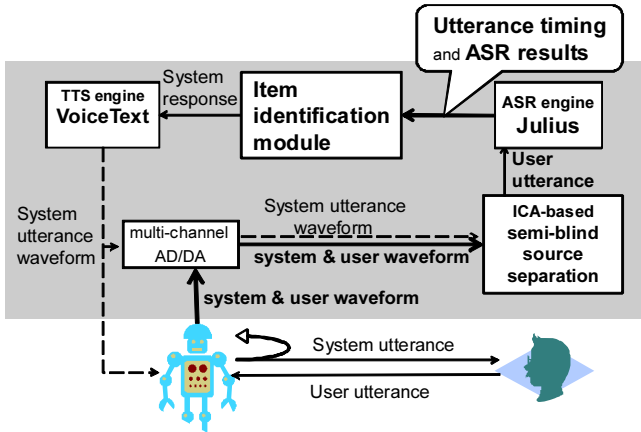 Utterance timing
and ASR results
TTS engine
VoiceText
System
response
Item
identification
module
ASR engine
Julius
User
utterance
System
utterance
waveform
multi-channel
AD/DA
System utterance
waveform
system & user waveform
ICA-based
semi-blind
source
separation
system & user waveform
System utterance
User utterance